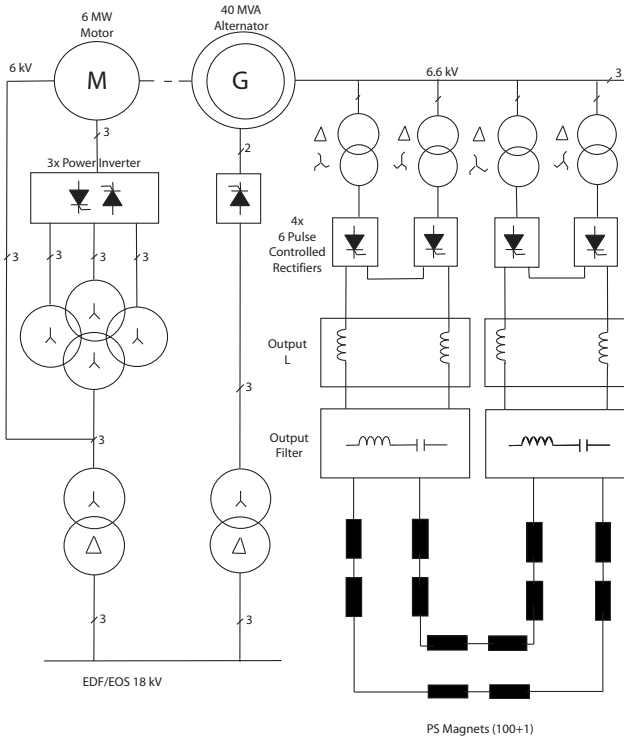 6 MW
Motor
40 MVA
Alternator
6 kV
M
G
6.6 kV
3
3
2
3x Power Inverter
4x
6 Pulse
Controlled
Rectifiers
3
3
3
3
Output
L
3
Output
Filter
3
3
3
EDF/EOS 18 kV
PS Magnets (100+1)